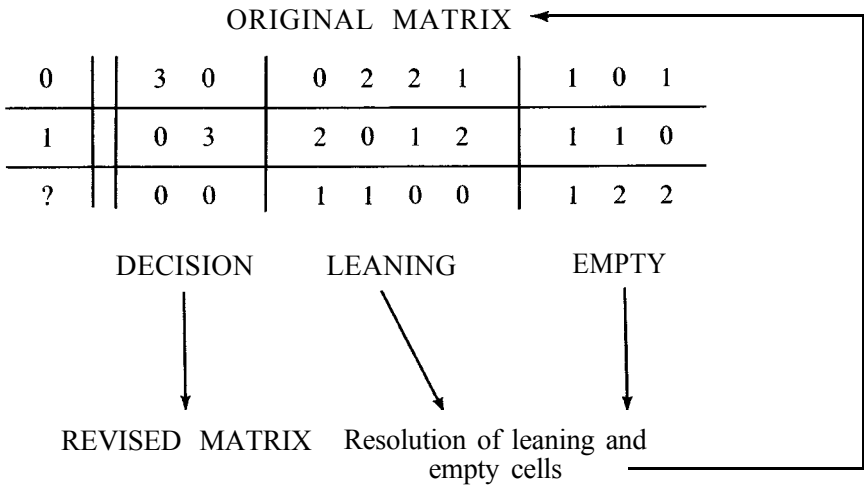 ORIGINAL MATRIX
0 3 0 0 2 2 1 1 0 1
1 0 3 2 0 1 2 1 1 0
? 0 0 1 1 0 0 1 2 2
DECISION LEANING EMPTY
REVISED MATRIX Resolution of leaning and
empty cells